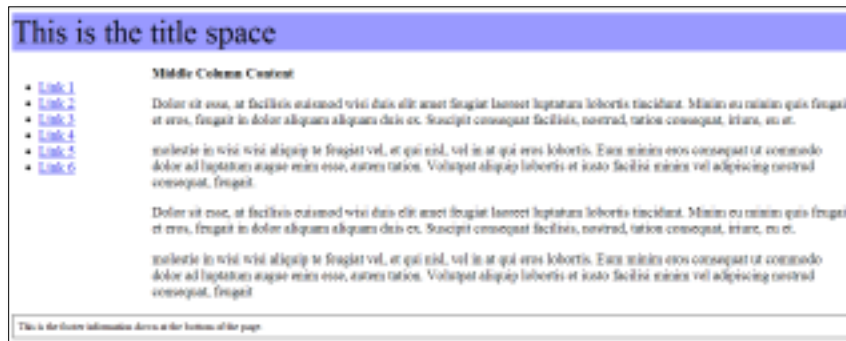 This is the title space
Link 1
Link 2
Link 3
Link 4
Link 5
Link 6
Middle Column Content
Dolor sit esse, at facilisis euismod wisi duis elit amet feugiat laoreet luptatum lobortis tincidunt. Minim eu minim quis feugait
et eros, feugait in dolor aliquam aliquam duis ex. Suscipit consequat facilisis, nostrud, tation consequat, iriure, eu et.
molestie in wisi wisi aliquip te feugiat vel, et qui nisl, vel in at qui eros lobortis. Eum minim eros consequat ut commodo
dolor ad luptatum augue enim esse, autem tation. Volutpat aliquip lobortis et iusto facilisi minim vel adipiscing nostrud
consequat, feugait.
Dolor sit esse, at facilisis euismod wisi duis elit amet feugiat laoreet luptatum lobortis tincidunt. Minim eu minim quis feugait
et eros, feugait in dolor aliquam aliquam duis ex. Suscipit consequat facilisis, nostrud, tation consequat, iriure, eu et.
molestie in wisi wisi aliquip te feugiat vel, et qui nisl, vel in at qui eros lobortis. Eum minim eros consequat ut commodo
dolor ad luptatum augue enim esse, autem tation. Volutpat aliquip lobortis et iusto facilisi minim vel adipiscing nostrud
consequat, feugait
This is the footer information down at the bottom of the page